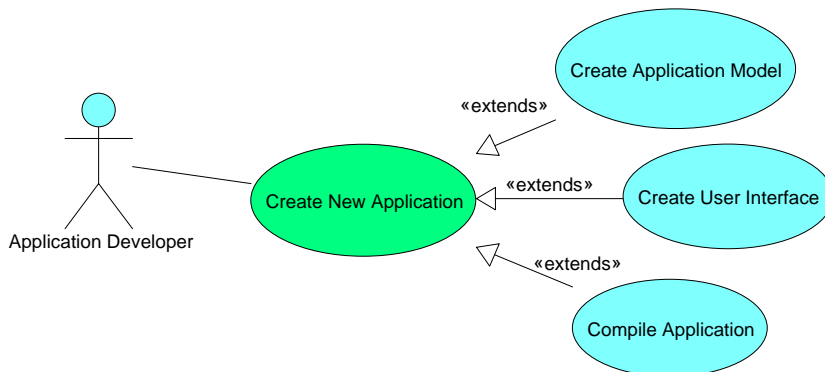 Create Application Model
«extends»
Create New Application
«extends»
Create User Interface
Application Developer
«extends»
Compile Application